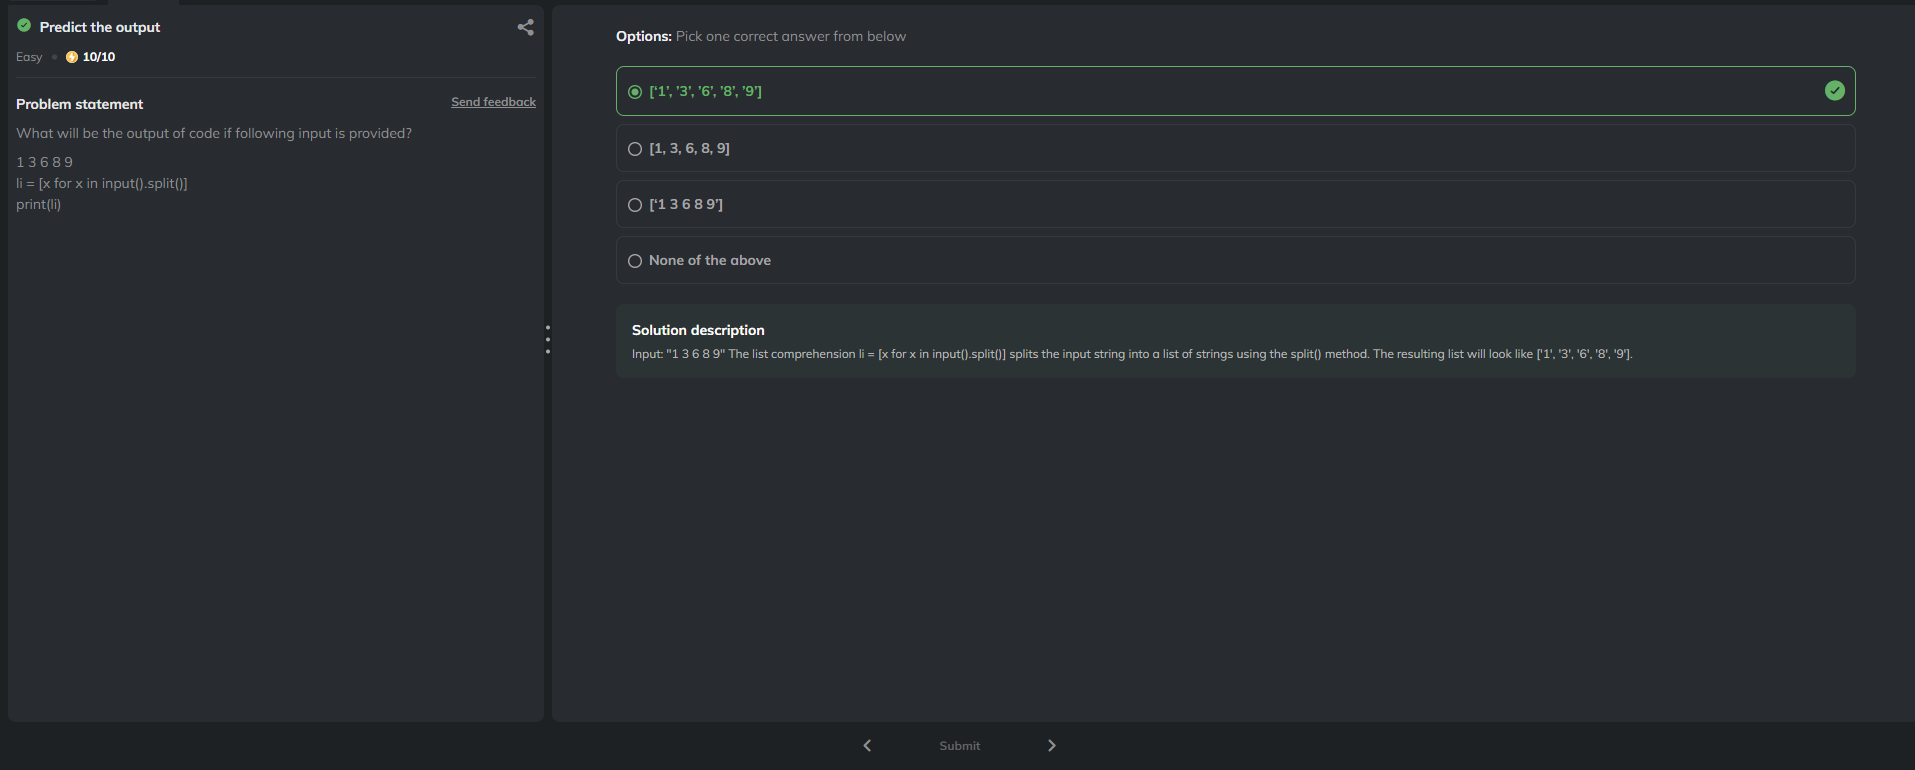 Predict the output
Easy • 10/10
Problem statement
Send feedback
What will be the output of code if following input is provided?
1 3 6 8 9
li = [x for x in input().split()]
print(li)
Options: Pick one correct answer from below
[‘1’, ’3’, ’6’, ’8’, ’9’]
[1, 3, 6, 8, 9]
[‘1 3 6 8 9’]
None of the above
Solution description
Input: "1 3 6 8 9" The list comprehension li = [x for x in input().split()] splits the input string into a list of strings using the split() method. The resulting list will look like ['1', '3', '6', '8', '9'].
Submit